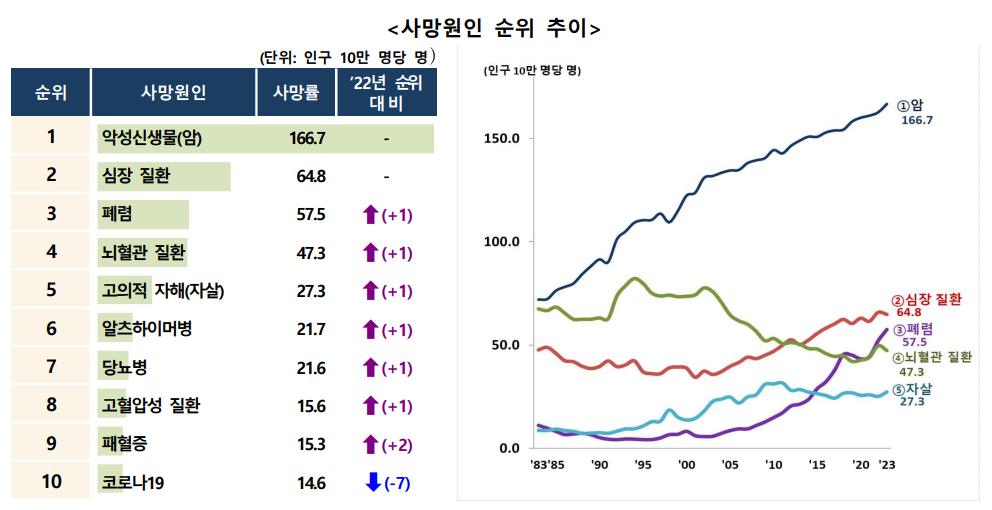 <사망원인 순위 추이>
(단위: 인구 10만 명당 명)
순위 사망원인 사망률 '22년 순위 대비
1 악성신생물(암) 166.7 -
2 심장 질환 64.8 -
3 폐렴 57.5 (+1)
4 뇌혈관 질환 47.3 (+1)
5 고의적 자해(자살) 27.3 (+1)
6 알츠하이머병 21.7 (+1)
7 당뇨병 21.6 (+1)
8 고혈압성 질환 15.6 (+1)
9 패혈증 15.3 (+2)
10 코로나19 14.6 (-7)
(인구 10만 명당 명)
150.0
100.0
50.0
0.0
'83 '85 '90 '95 '00 '05 '10 '15 '20 '23
①암
166.7
②심장 질환
64.8
③폐렴
57.5
④뇌혈관 질환
47.3
⑤자살
27.3